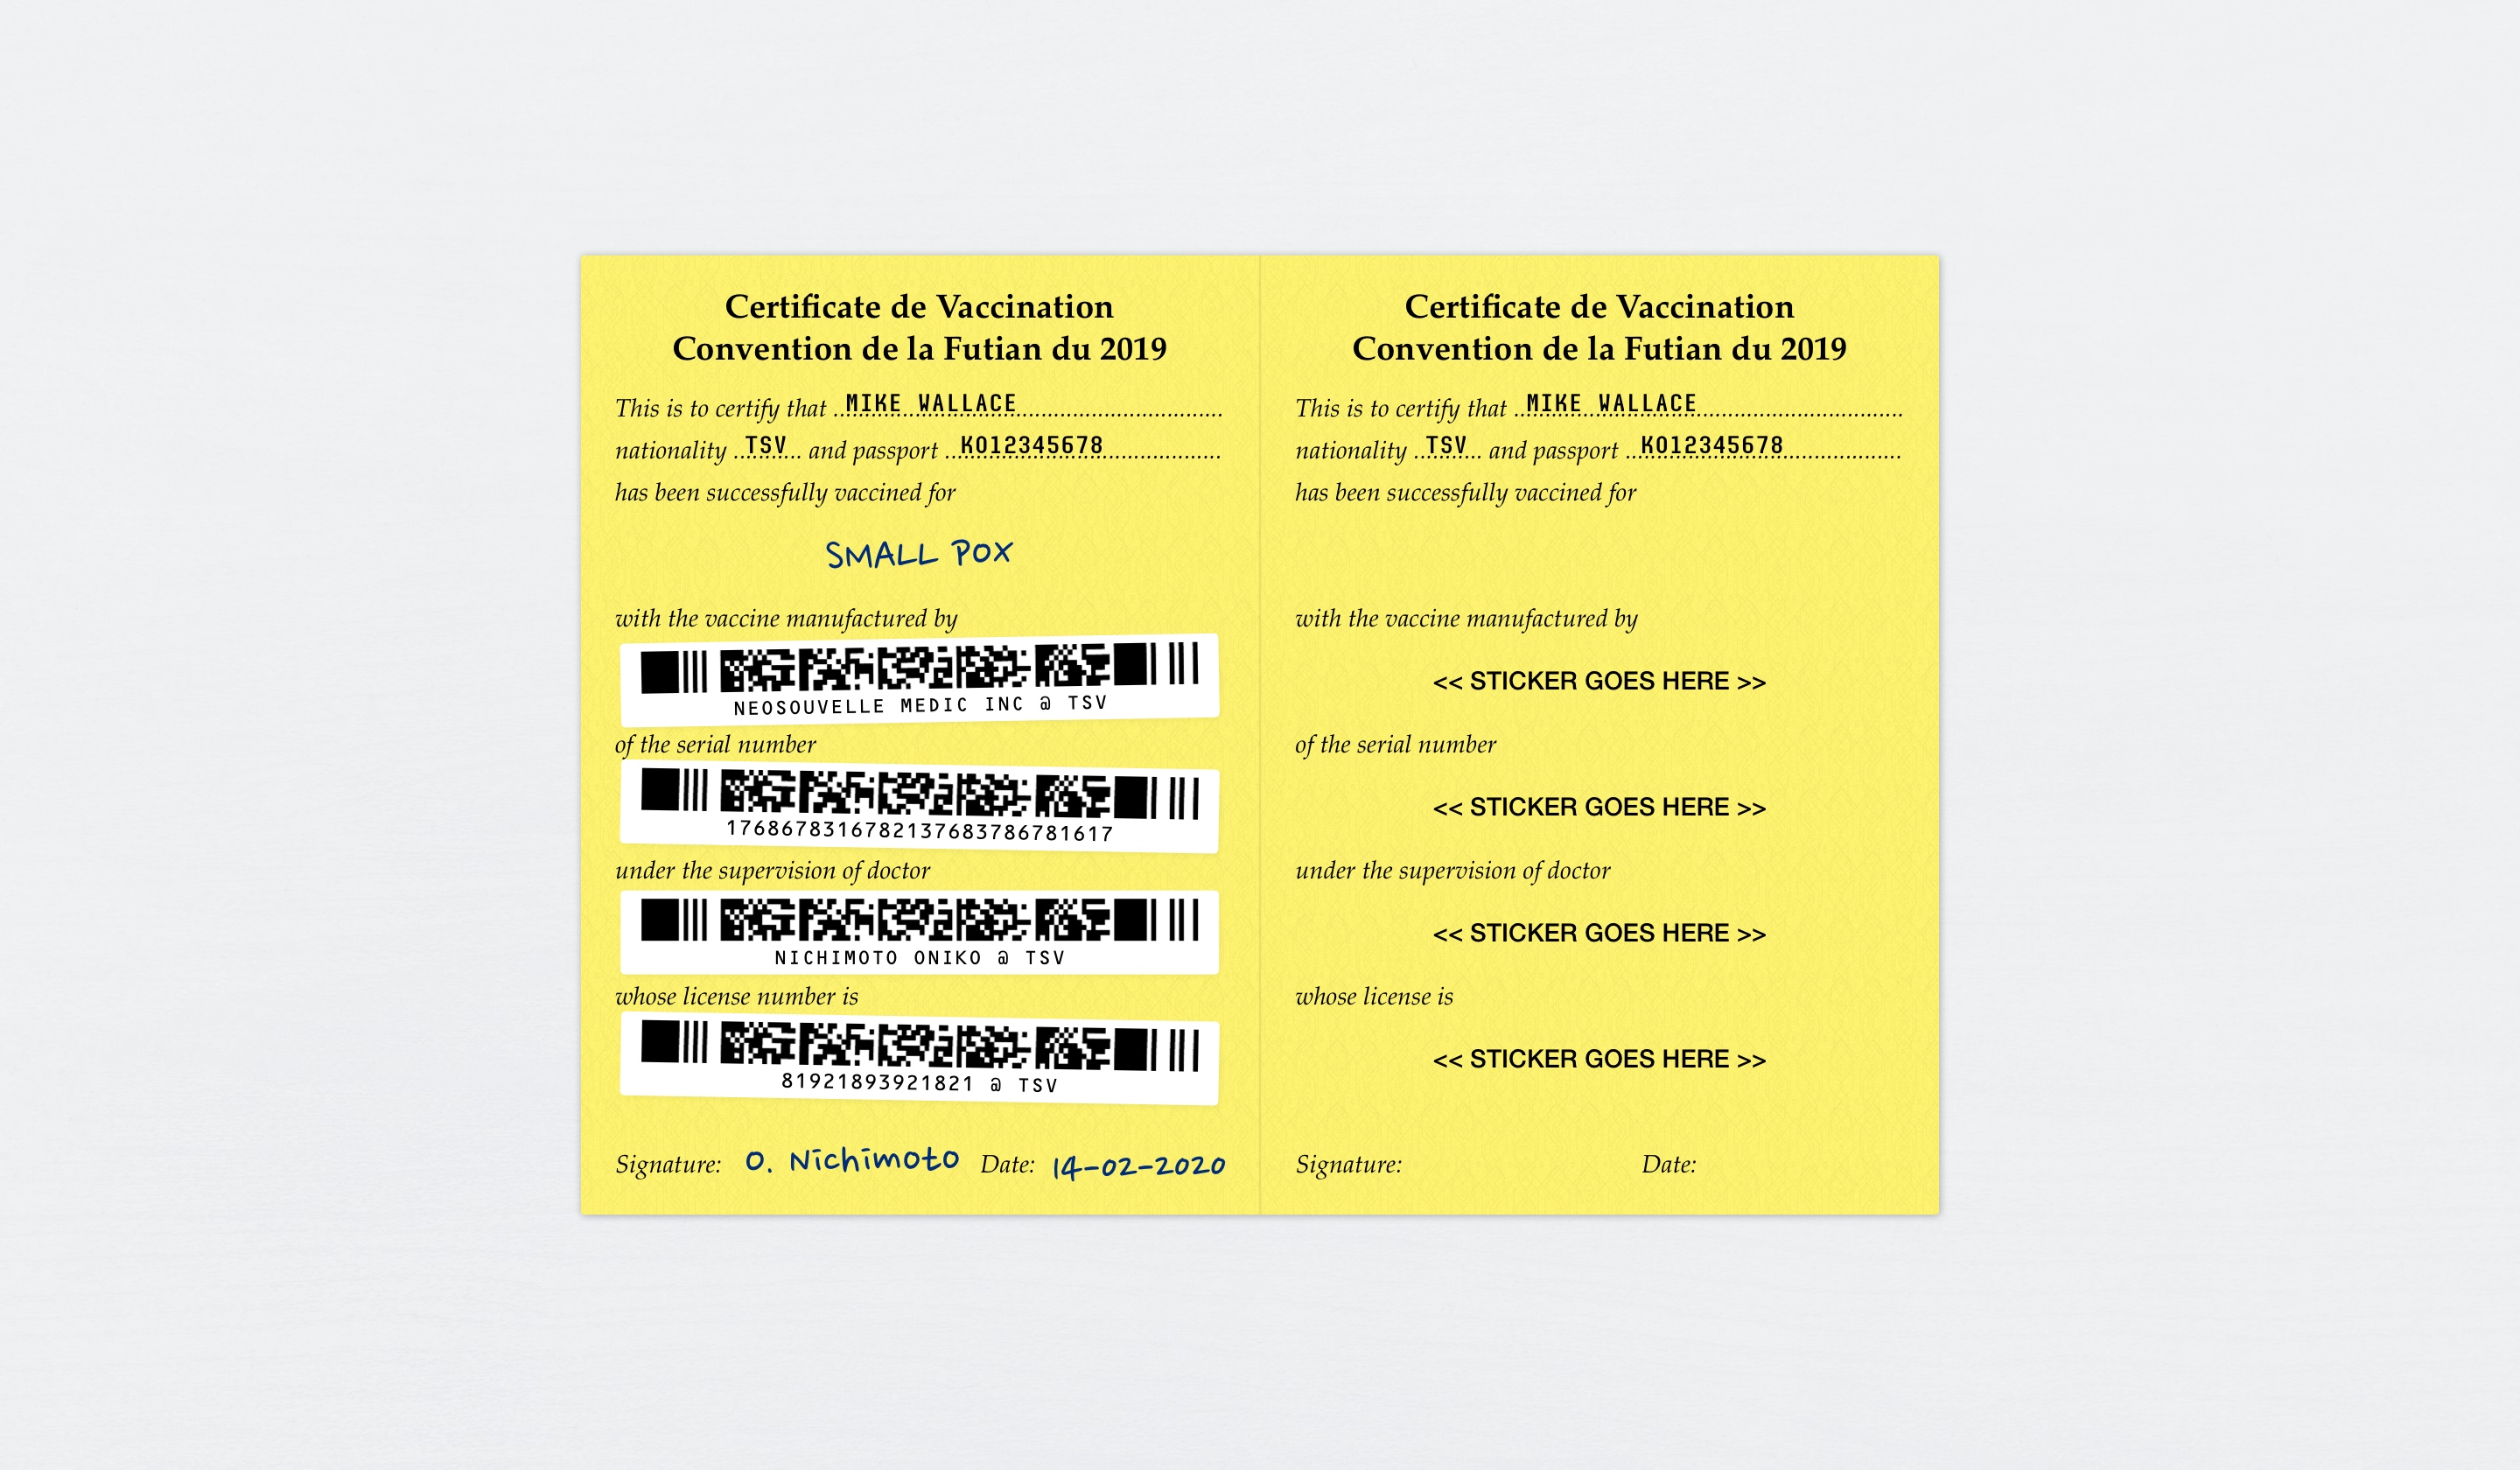 Certificate de Vaccination
Convention de la Futian du 2019
This is to certify that MIKE WALLACE
nationality TSV and passport K012345678
has been successfully vaccined for
SMALL POX
with the vaccine manufactured by
NEOSOUVELLE MEDIC INC @ TSV
of the serial number
1768678316782137683786781617
under the supervision of doctor
NICHIMOTO ONIKO @ TSV
whose license number is
81921893921821 @ TSV
Signature: O. Nichimoto Date: 14-02-2020
Certificate de Vaccination
Convention de la Futian du 2019
This is to certify that MIKE WALLACE
nationality TSV and passport K012345678
has been successfully vaccined for
with the vaccine manufactured by
<< STICKER GOES HERE >>
of the serial number
<< STICKER GOES HERE >>
under the supervision of doctor
<< STICKER GOES HERE >>
whose license is
<< STICKER GOES HERE >>
Signature: Date: